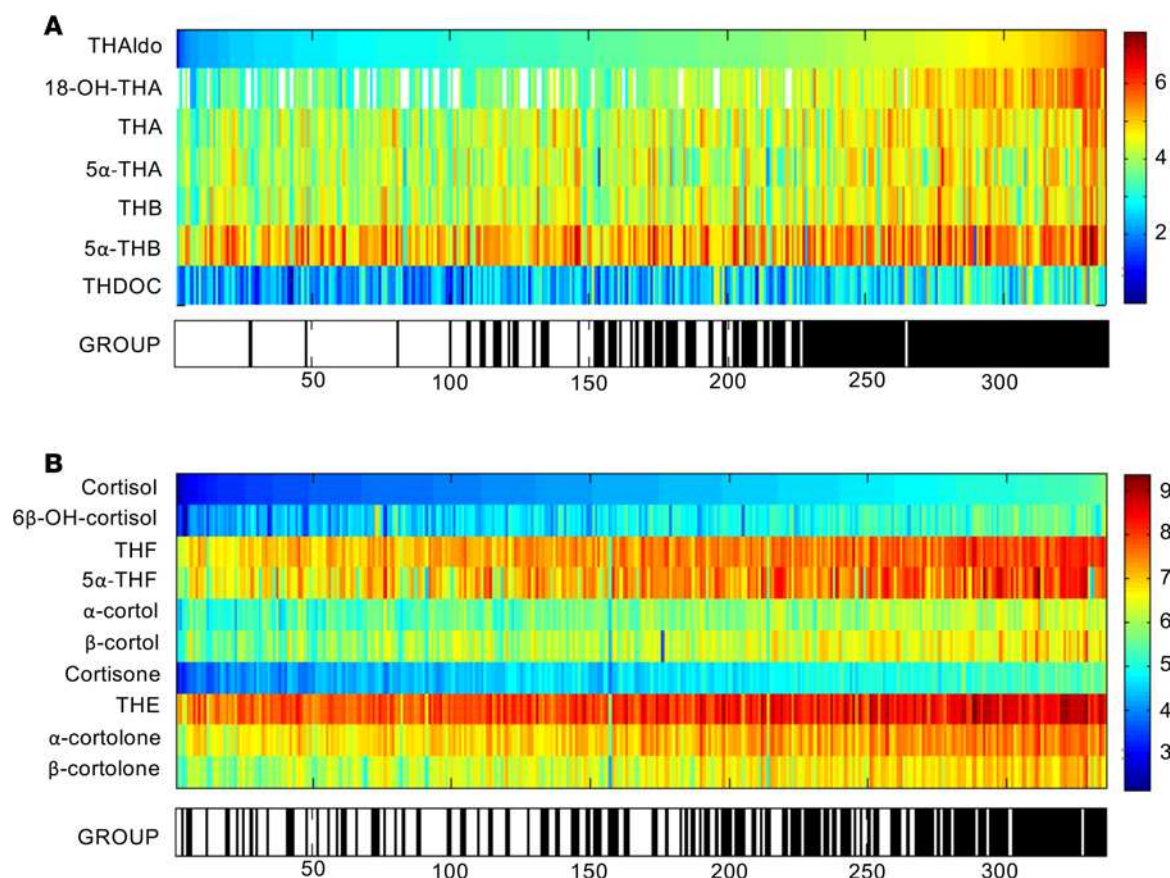 A
THAldo
18-OH-THA
THA
5α-THA
THB
5α-THB
THDOC
6
4
2
GROUP
50 100 150 200 250 300
B
Cortisol
6β-OH-cortisol
THF
5α-THF
α-cortol
β-cortol
Cortisone
THE
α-cortolone
β-cortolone
9
8
7
6
5
4
3
GROUP
50 100 150 200 250 300